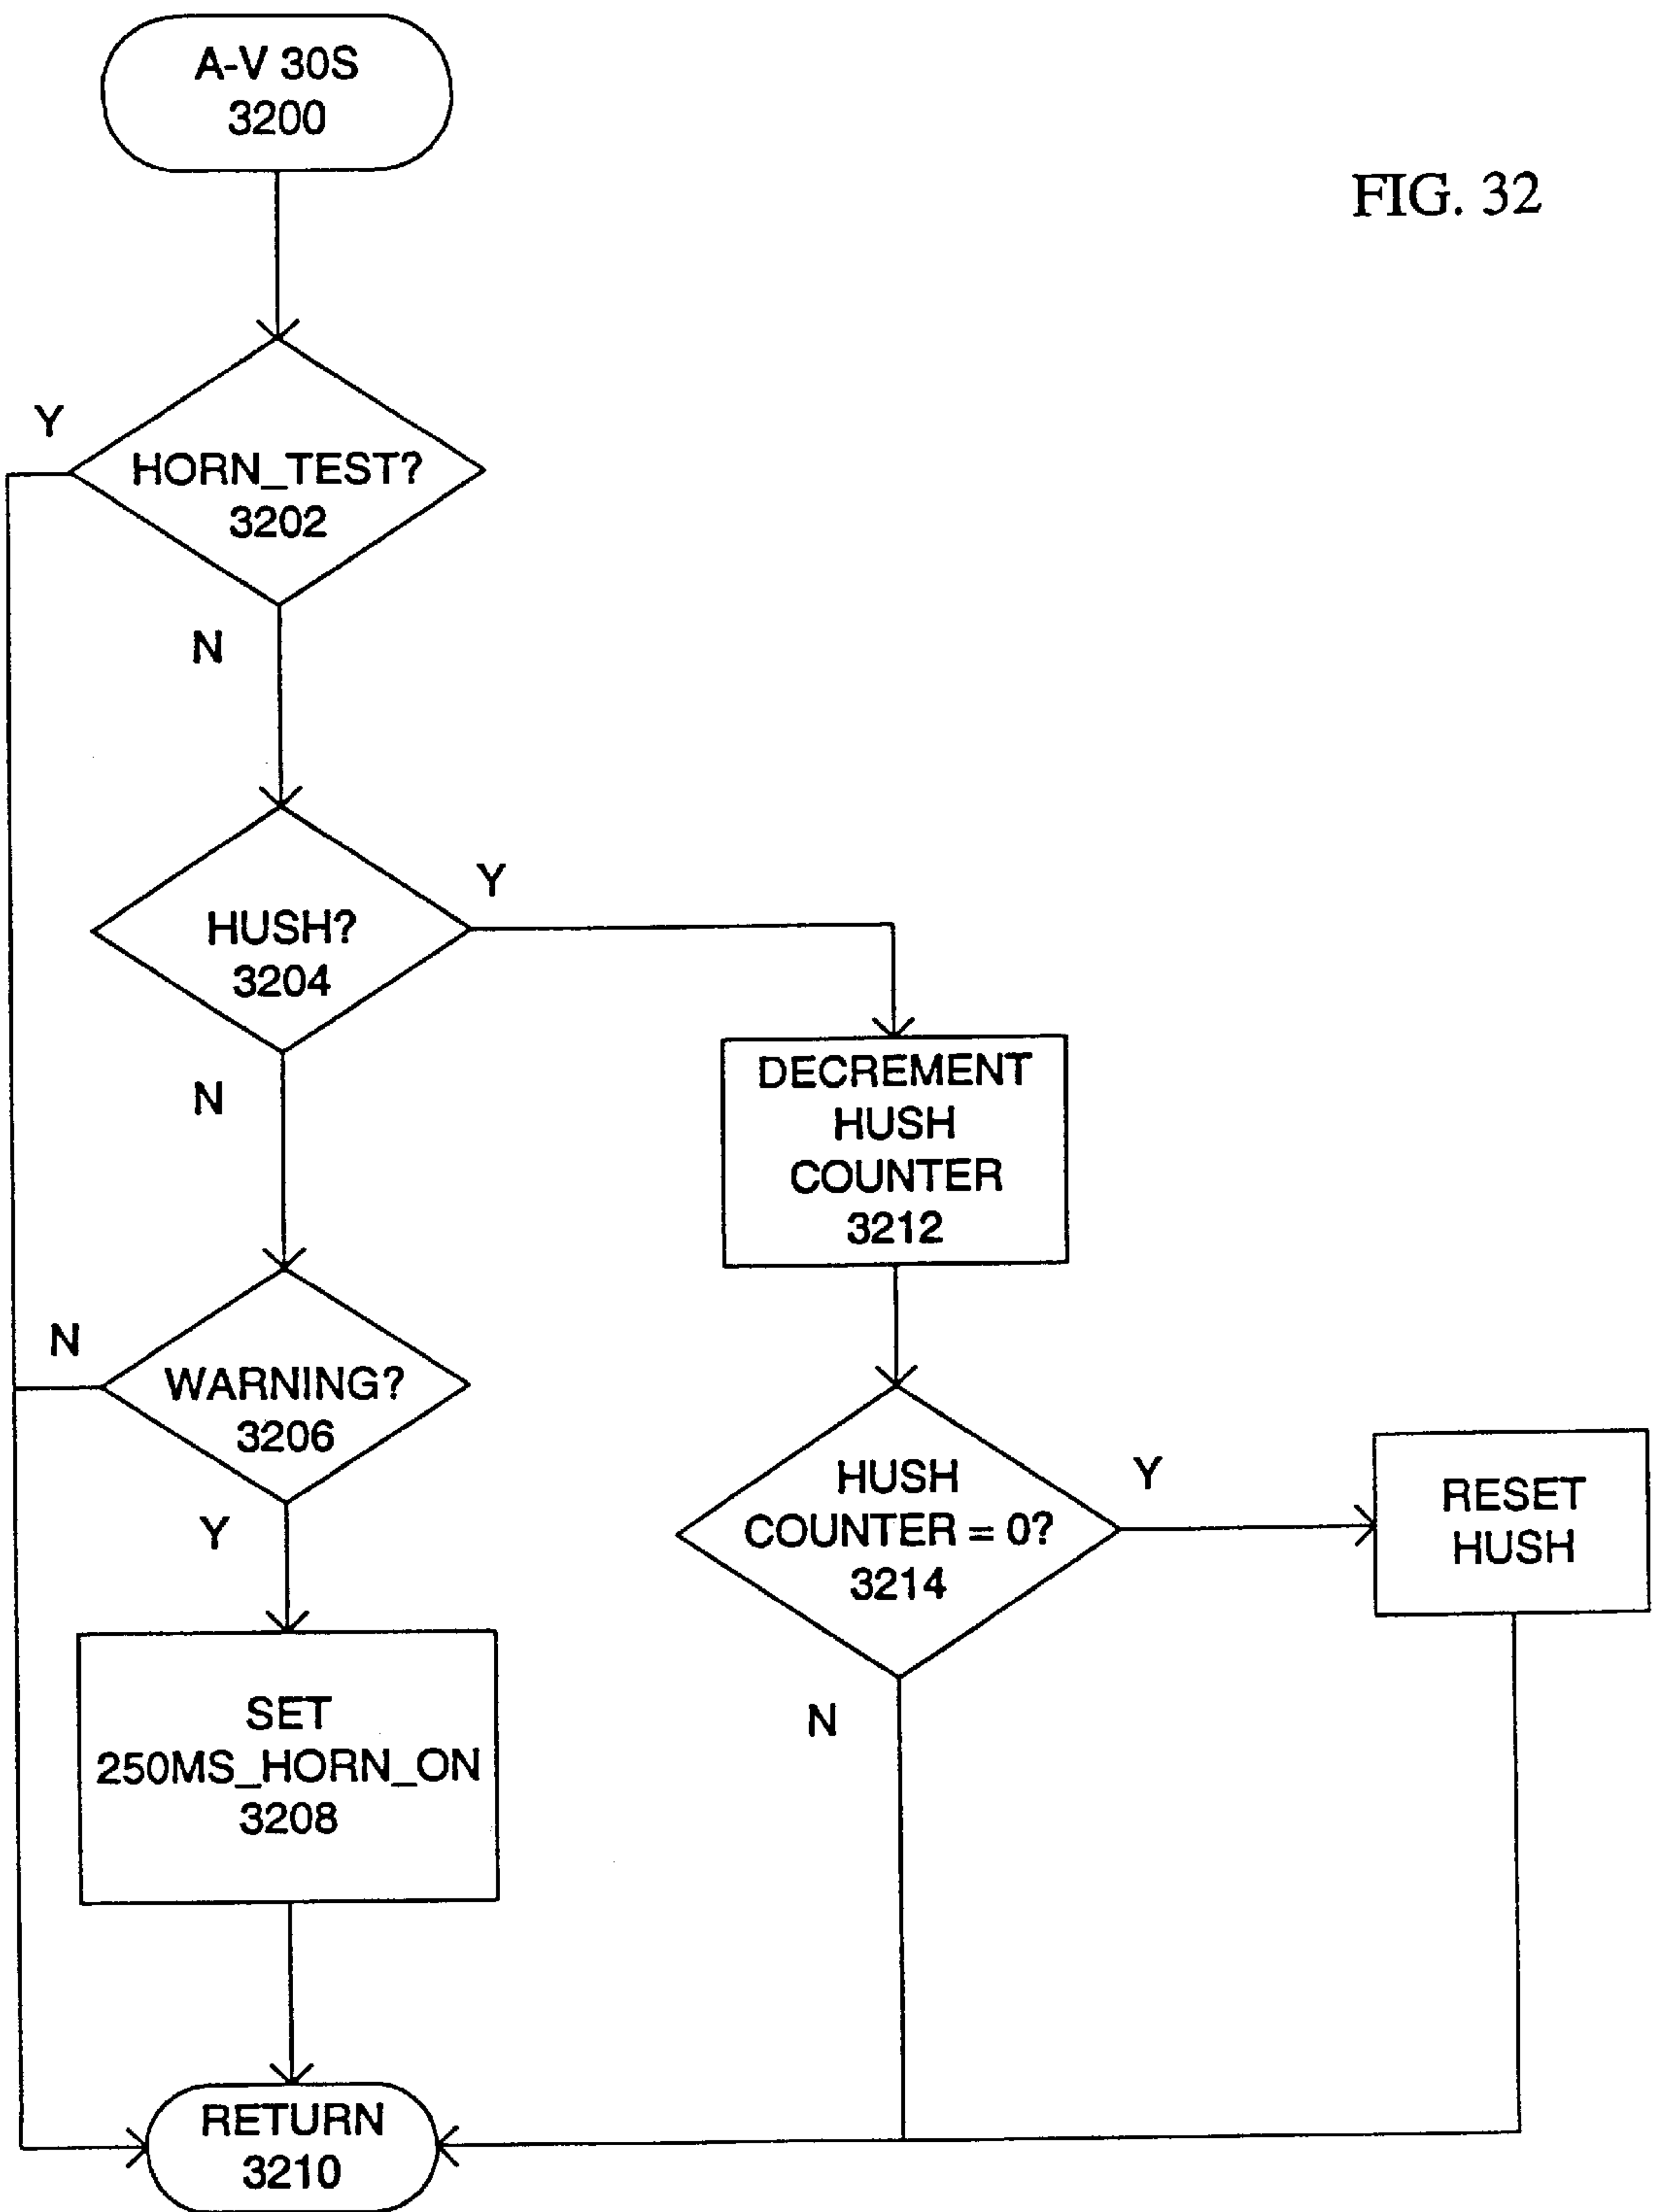 A-V 30S
3200
FIG. 32
Y
HORN_TEST?
3202
N
HUSH?
3204
Y
N
DECREMENT
HUSH
COUNTER
3212
N
WARNING?
3206
Y
HUSH
COUNTER = 0?
3214
Y
RESET
HUSH
N
SET
250MS_HORN_ON
3208
RETURN
3210